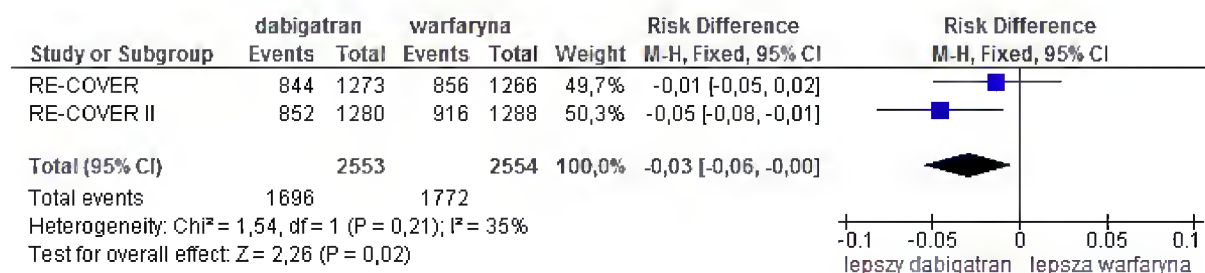 dabigatran warfaryna Risk Difference Risk Difference
Study or Subgroup Events Total Events Total Weight M-H, Fixed, 95% CI M-H, Fixed, 95% CI
RE-COVER 844 1273 856 1266 49,7% -0,01 [-0,05, 0,02]
RE-COVER II 852 1280 916 1288 50,3% -0,05 [-0,08, -0,01]
Total (95% CI) 2553 2554 100,0% -0,03 [-0,06, -0,00]
Total events 1696 1772
Heterogeneity: Chi² = 1,54, df = 1 (P = 0,21); I² = 35%
Test for overall effect: Z = 2,26 (P = 0,02)
-0.1 -0.05 0 0.05 0.1
lepszy dabigatran lepsza warfaryna